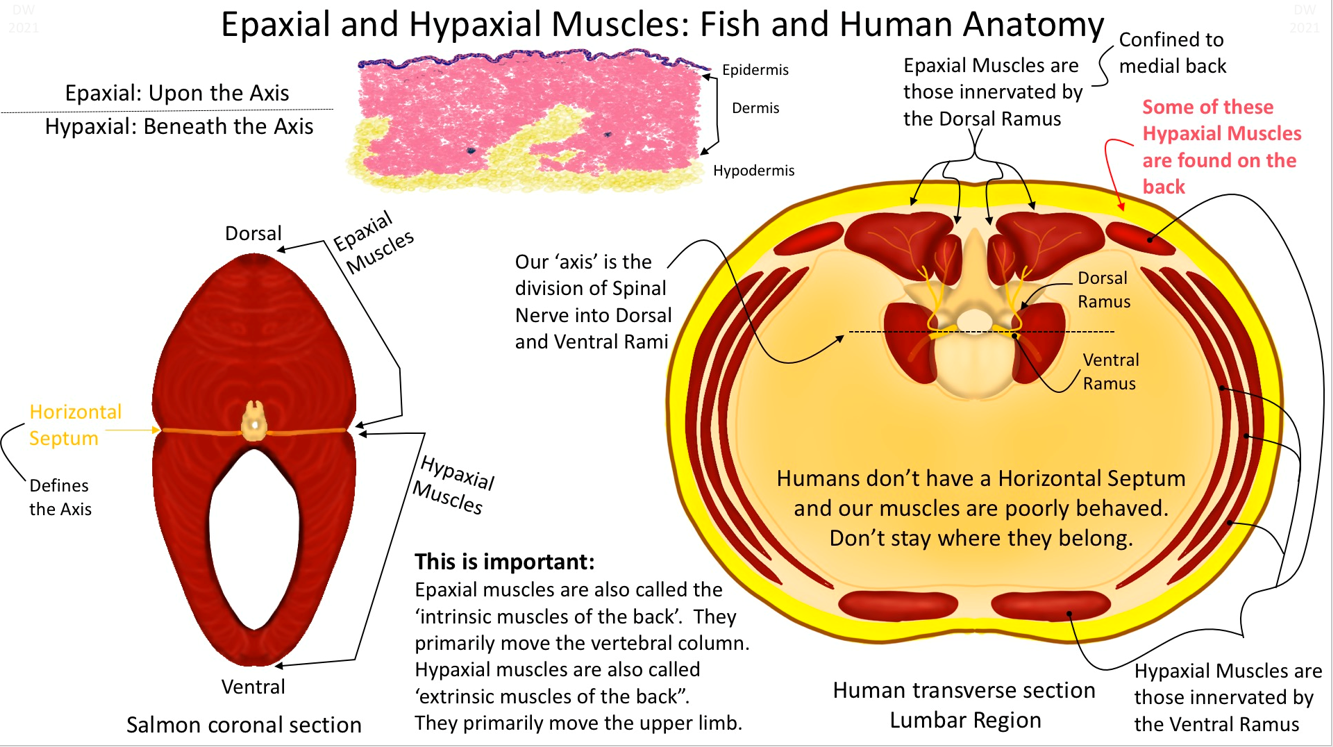 DW
2021
Epaxial and Hypaxial Muscles: Fish and Human Anatomy
DW
2021
Epaxial: Upon the Axis
Hypaxial: Beneath the Axis
Epidermis
Dermis
Hypodermis
Epaxial Muscles are
those innervated by
the Dorsal Ramus
Confined to
medial back
Some of these
Hypaxial Muscles
are found on the
back
Dorsal
Epaxial
Muscles
Horizontal
Septum
Defines
the Axis
Hypaxial
Muscles
Ventral
Salmon coronal section
Our ‘axis’ is the
division of Spinal
Nerve into Dorsal
and Ventral Rami
Dorsal
Ramus
Ventral
Ramus
Humans don’t have a Horizontal Septum
and our muscles are poorly behaved.
Don’t stay where they belong.
This is important:
Epaxial muscles are also called the
‘intrinsic muscles of the back’. They
primarily move the vertebral column.
Hypaxial muscles are also called
‘extrinsic muscles of the back”.
They primarily move the upper limb.
Human transverse section
Lumbar Region
Hypaxial Muscles are
those innervated by
the Ventral Ramus